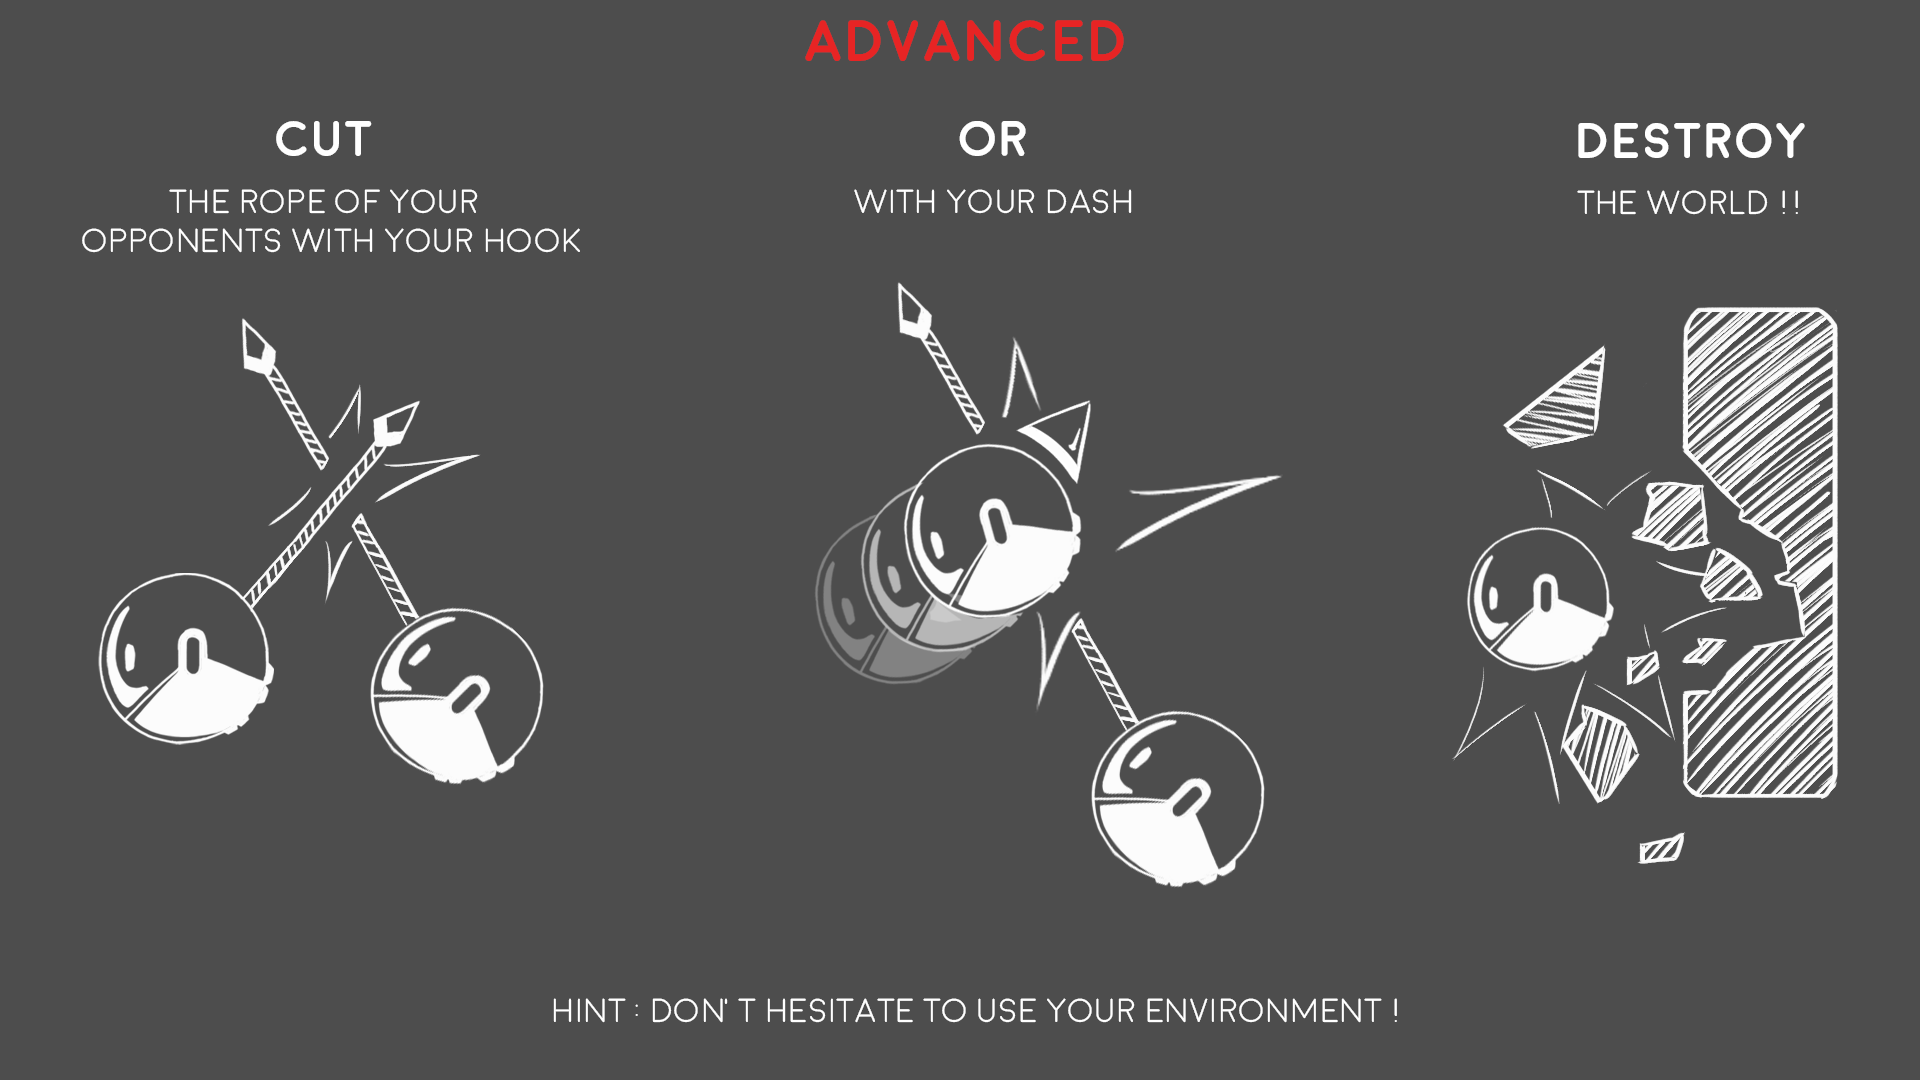 ADVANCED
CUT
THE ROPE OF YOUR
OPPONENTS WITH YOUR HOOK
OR
WITH YOUR DASH
DESTROY
THE WORLD !!
HINT : DON' T HESITATE TO USE YOUR ENVIRONMENT !